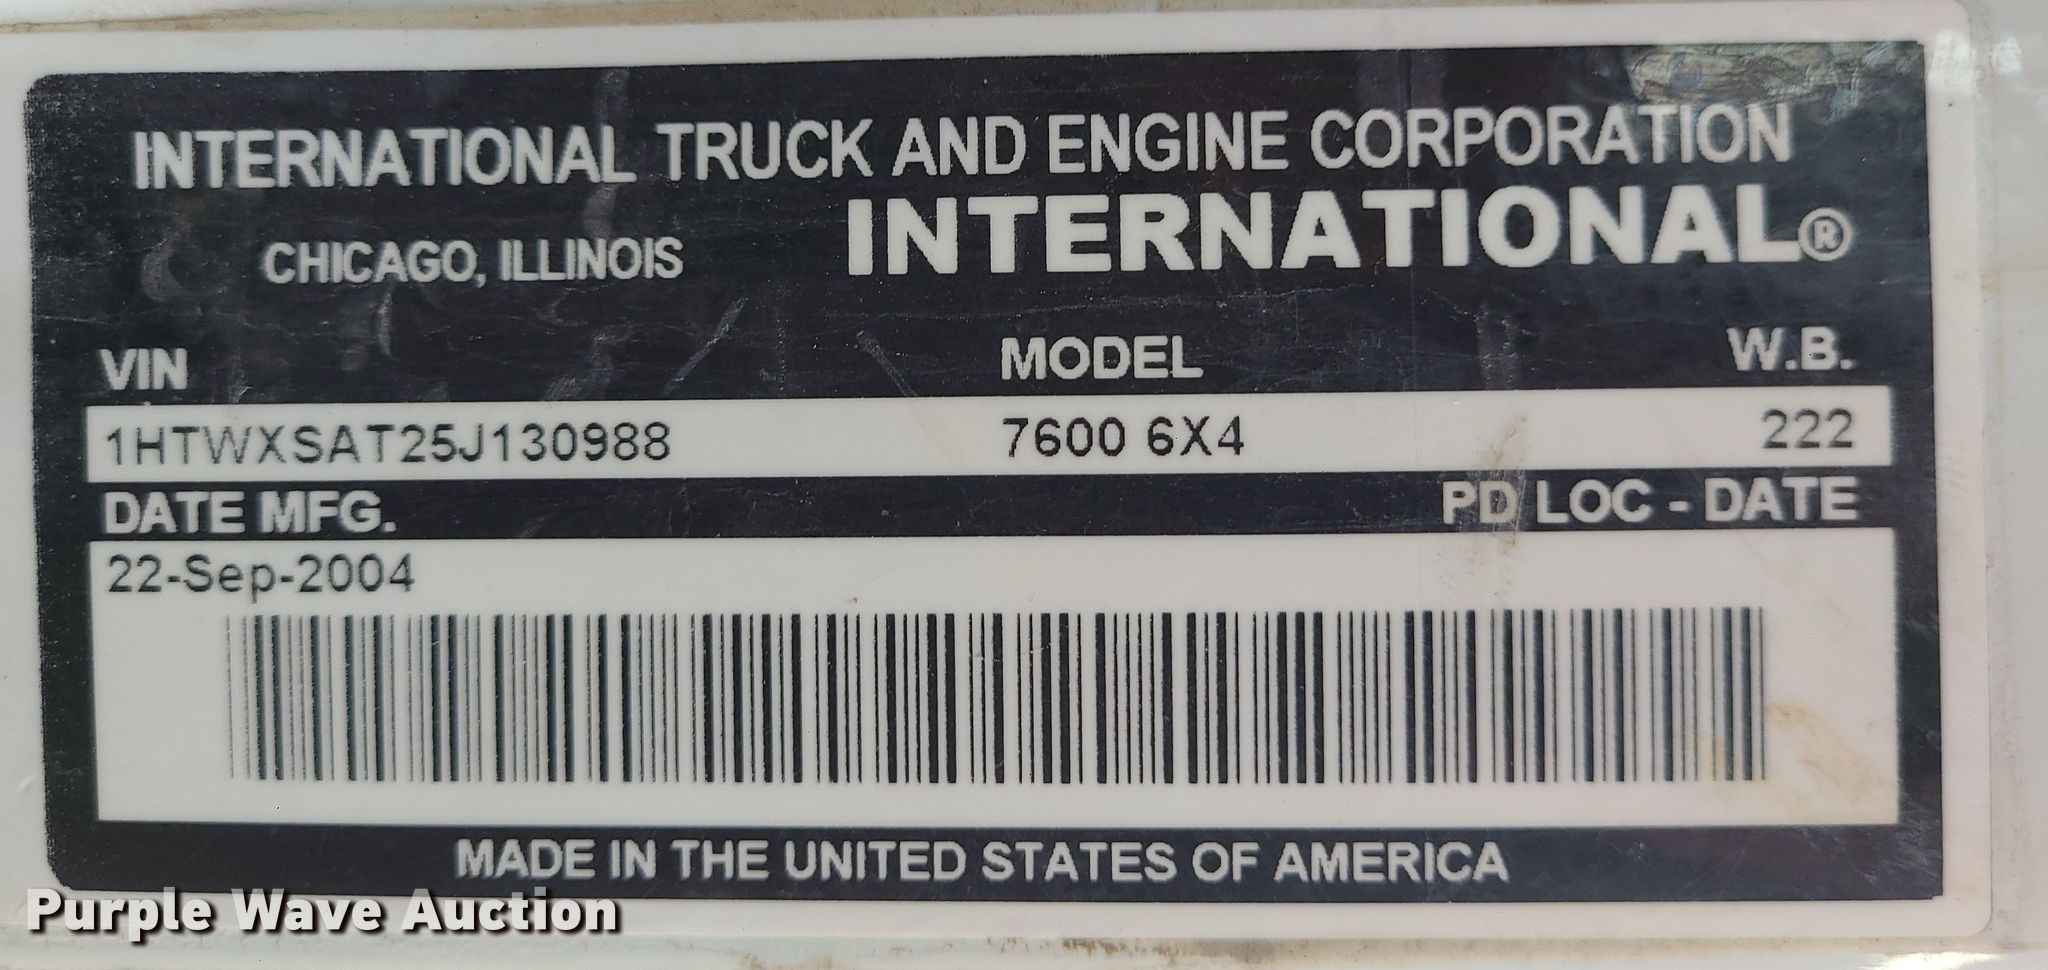 INTERNATIONAL TRUCK AND ENGINE CORPORATION
CHICAGO, ILLINOIS INTERNATIONAL®
VIN MODEL W.B.
1HTWXSAT25J130988 7600 6X4 222
DATE MFG. PD LOC - DATE
22-Sep-2004
MADE IN THE UNITED STATES OF AMERICA
Purple Wave Auction